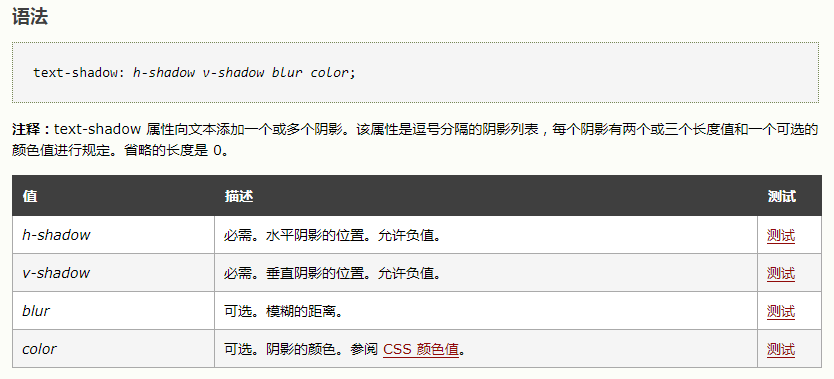 语法
text-shadow: h-shadow v-shadow blur color;
注释：text-shadow 属性向文本添加一个或多个阴影。该属性是逗号分隔的阴影列表，每个阴影有两个或三个长度值和一个可选的
颜色值进行规定。省略的长度是 0。
值 描述 测试
h-shadow 必需。水平阴影的位置。允许负值。 测试
v-shadow 必需。垂直阴影的位置。允许负值。 测试
blur 可选。模糊的距离。 测试
color 可选。阴影的颜色。参阅 CSS 颜色值。 测试